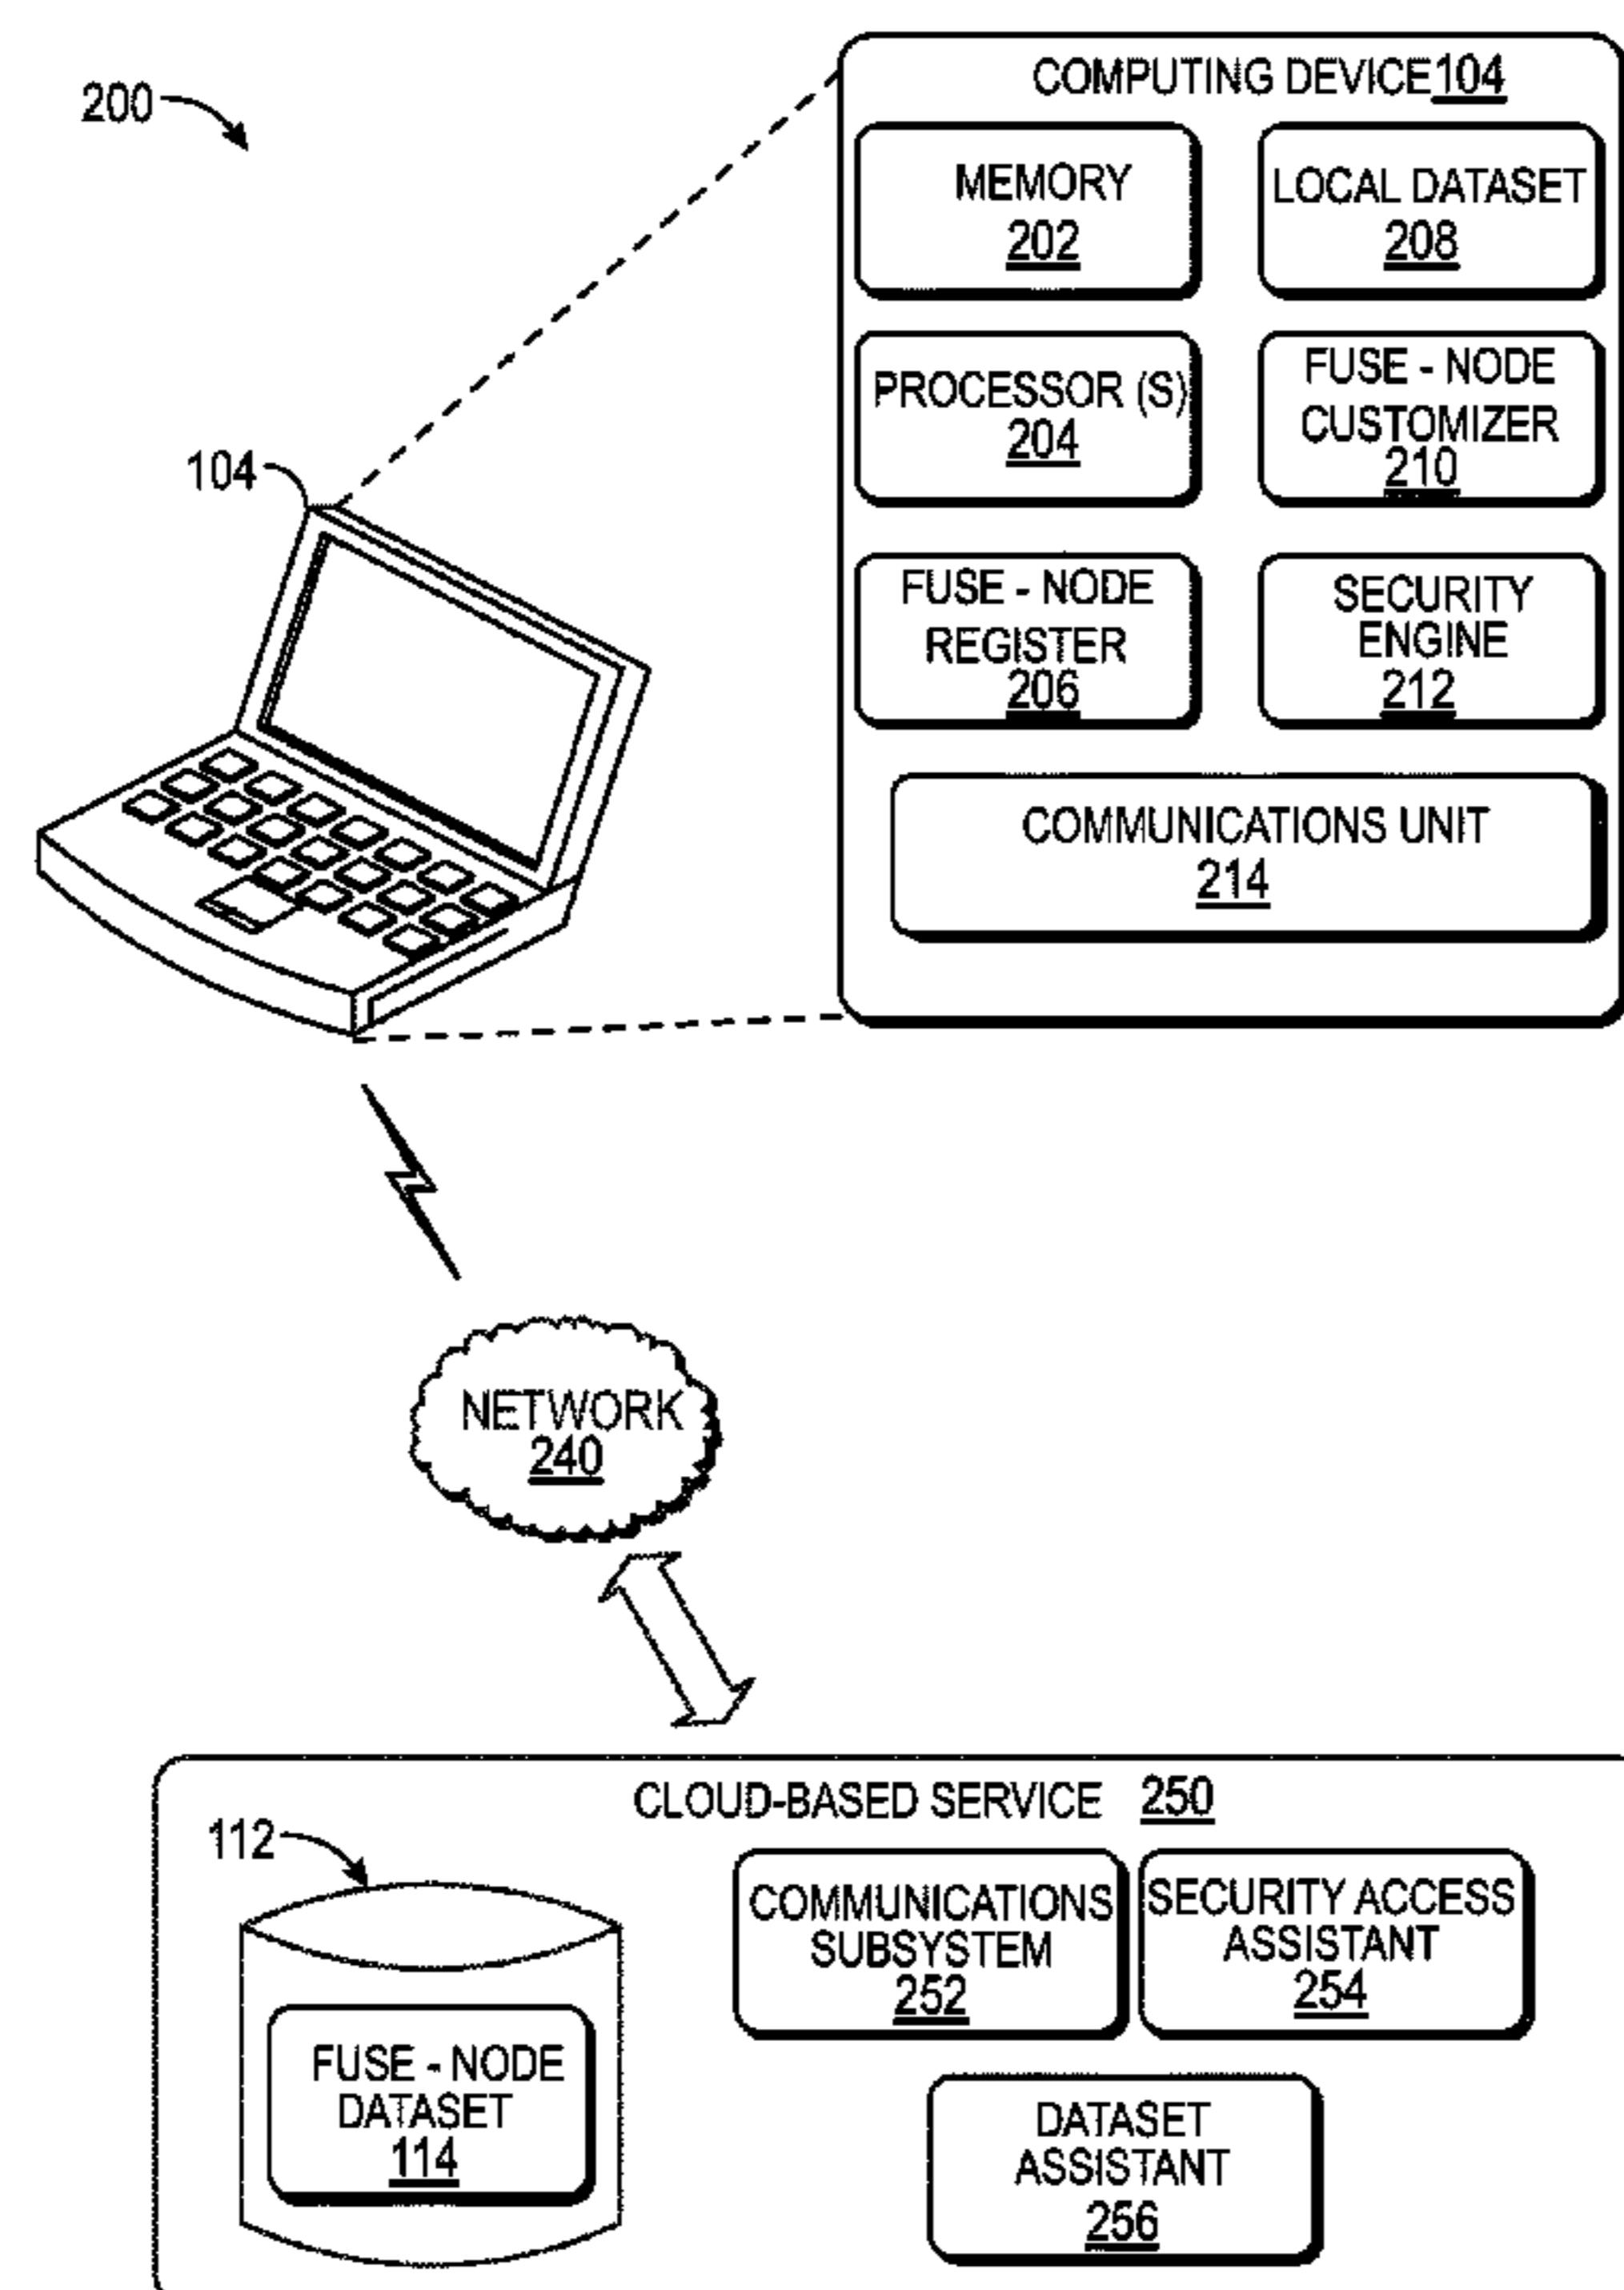 200
COMPUTING DEVICE 104
MEMORY
202
LOCAL DATASET
208
PROCESSOR (S)
204
FUSE - NODE
CUSTOMIZER
210
104
FUSE - NODE
REGISTER
206
SECURITY
ENGINE
212
COMMUNICATIONS UNIT
214
NETWORK
240
CLOUD-BASED SERVICE 250
112
COMMUNICATIONS
SUBSYSTEM
252
SECURITY ACCESS
ASSISTANT
254
FUSE - NODE
DATASET
114
DATASET
ASSISTANT
256